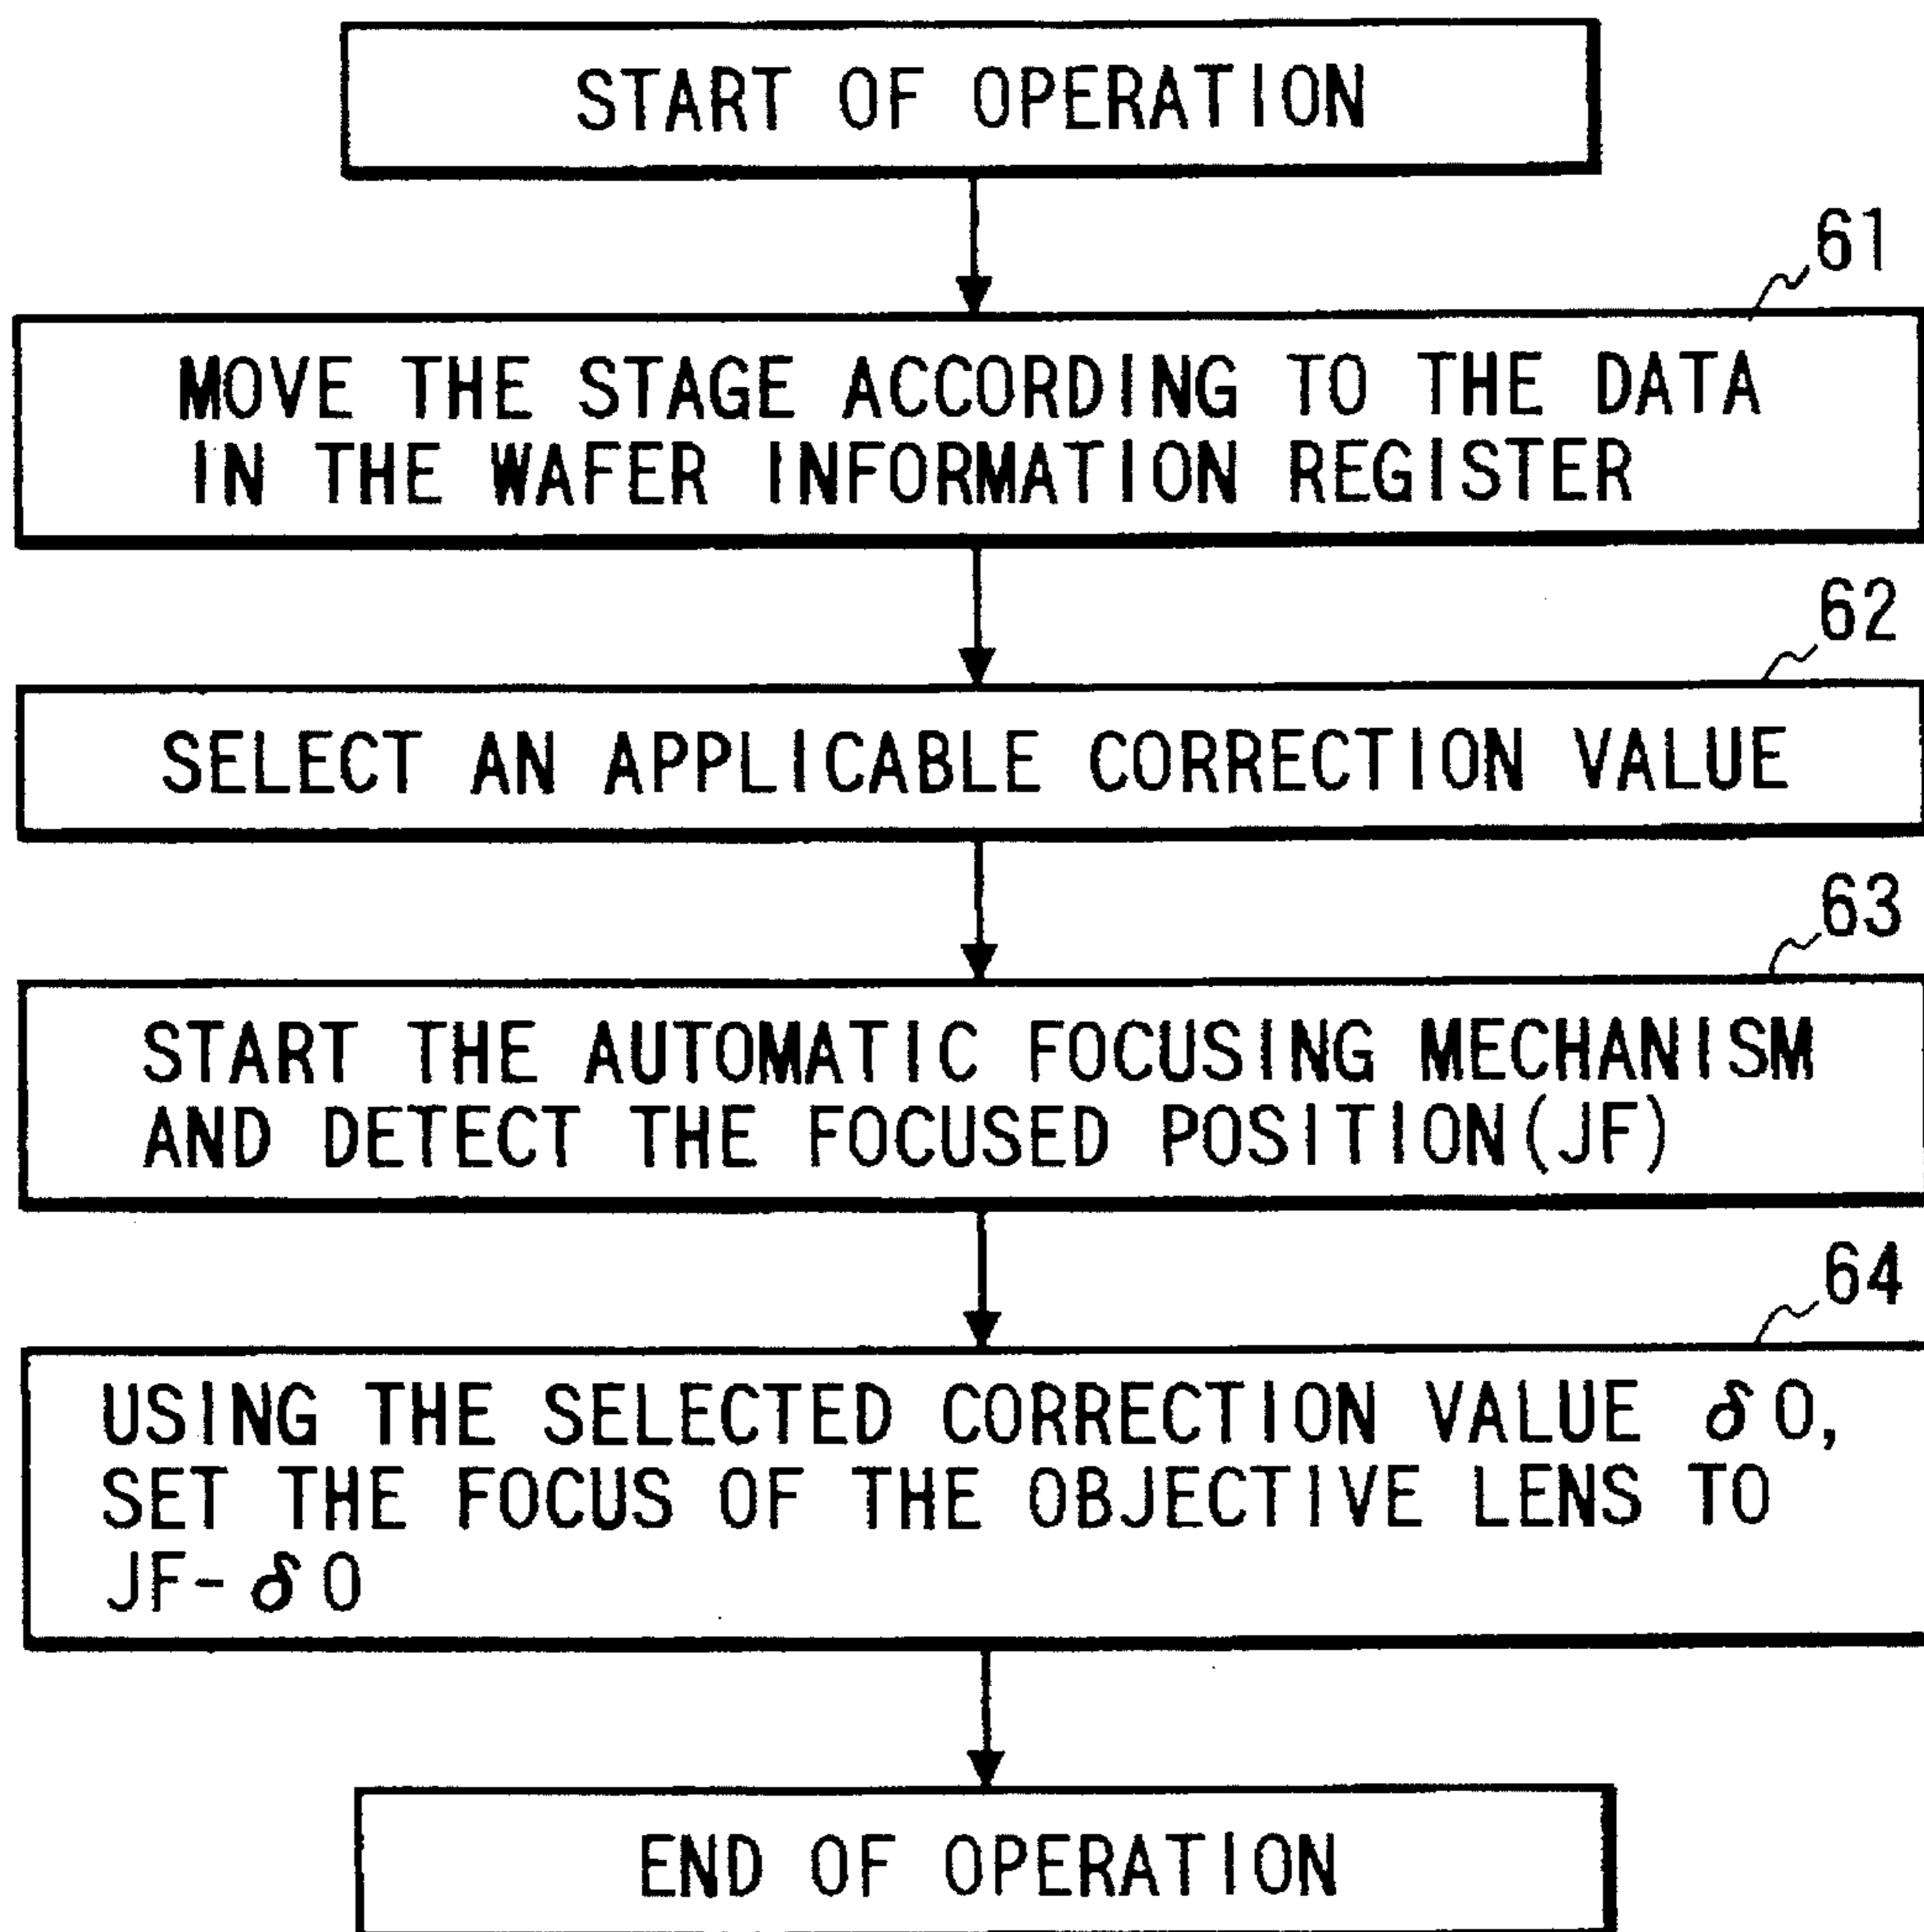 START OF OPERATION
61
MOVE THE STAGE ACCORDING TO THE DATA
IN THE WAFER INFORMATION REGISTER
62
SELECT AN APPLICABLE CORRECTION VALUE
63
START THE AUTOMATIC FOCUSING MECHANISM
AND DETECT THE FOCUSED POSITION(JF)
64
USING THE SELECTED CORRECTION VALUE δ0,
SET THE FOCUS OF THE OBJECTIVE LENS TO
JF-δ0
END OF OPERATION